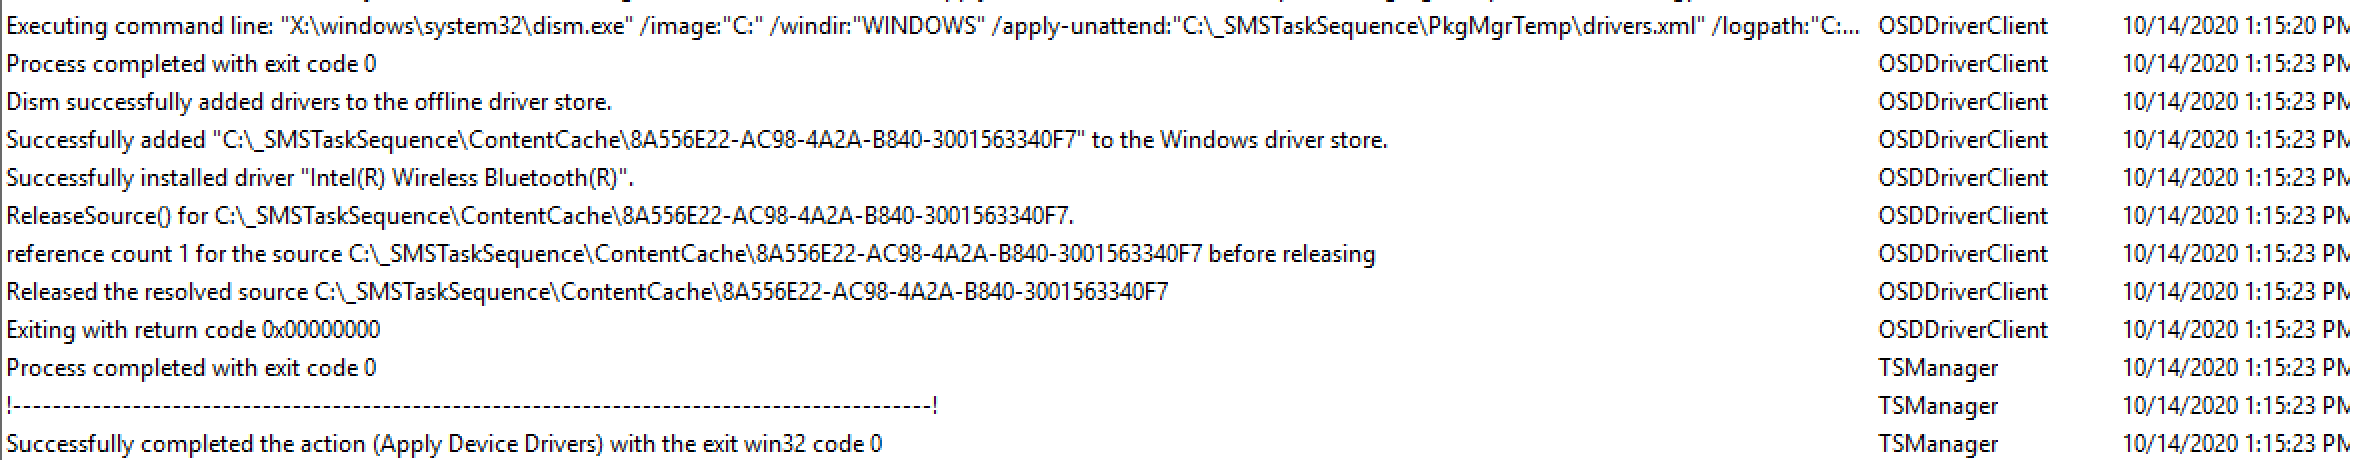 Executing command line: "X:\windows\system32\dism.exe" /image:"C:" /windir:"WINDOWS" /apply-unattend:"C:\_SMSTaskSequence\PkgMgrTemp\drivers.xml" /logpath:"C:... OSDDriverClient 10/14/2020 1:15:20 PM
Process completed with exit code 0 OSDDriverClient 10/14/2020 1:15:23 PM
Dism successfully added drivers to the offline driver store. OSDDriverClient 10/14/2020 1:15:23 PM
Successfully added "C:\_SMSTaskSequence\ContentCache\8A556E22-AC98-4A2A-B840-3001563340F7" to the Windows driver store. OSDDriverClient 10/14/2020 1:15:23 PM
Successfully installed driver "Intel(R) Wireless Bluetooth(R)". OSDDriverClient 10/14/2020 1:15:23 PM
ReleaseSource() for C:\_SMSTaskSequence\ContentCache\8A556E22-AC98-4A2A-B840-3001563340F7. OSDDriverClient 10/14/2020 1:15:23 PM
reference count 1 for the source C:\_SMSTaskSequence\ContentCache\8A556E22-AC98-4A2A-B840-3001563340F7 before releasing OSDDriverClient 10/14/2020 1:15:23 PM
Released the resolved source C:\_SMSTaskSequence\ContentCache\8A556E22-AC98-4A2A-B840-3001563340F7 OSDDriverClient 10/14/2020 1:15:23 PM
Exiting with return code 0x00000000 OSDDriverClient 10/14/2020 1:15:23 PM
Process completed with exit code 0 TSManager 10/14/2020 1:15:23 PM
!--------------------------------------------------------------------------------------------! TSManager 10/14/2020 1:15:23 PM
Successfully completed the action (Apply Device Drivers) with the exit win32 code 0 TSManager 10/14/2020 1:15:23 PM